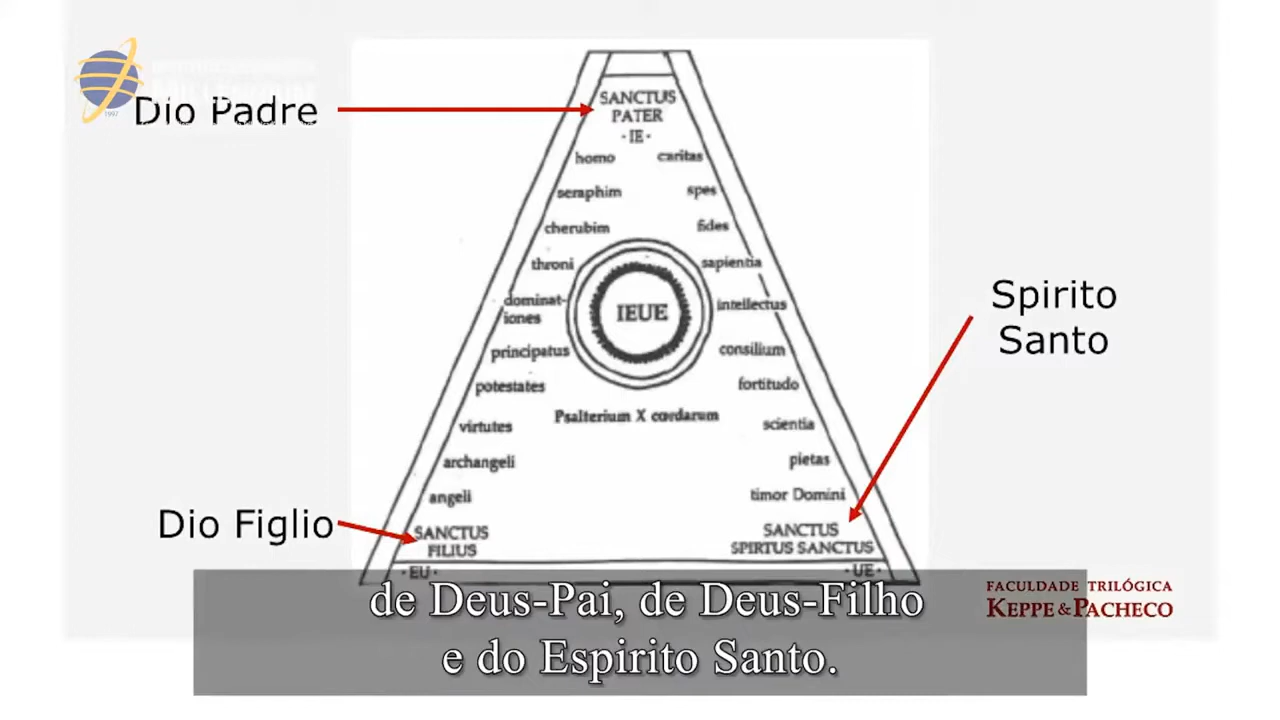 Dio Padre
1997
SANCTUS
PATER
·IE·
homo caritas
seraphim spes
cherubim fides
throni sapientia
dominat-
iones
intellectus
IEUE
principatus consilium
potestates fortitudo
Psalterium X cordarum
virtutes scientia
archangeli pietas
angeli timor Domini
SANCTUS
FILIUS
SANCTUS
SPIRTUS SANCTUS
·EU· ·UE·
Spirito
Santo
Dio Figlio
FACULDADE TRILÓGICA
KEPPE & PACHECO
de Deus-Pai, de Deus-Filho
e do Espirito Santo.